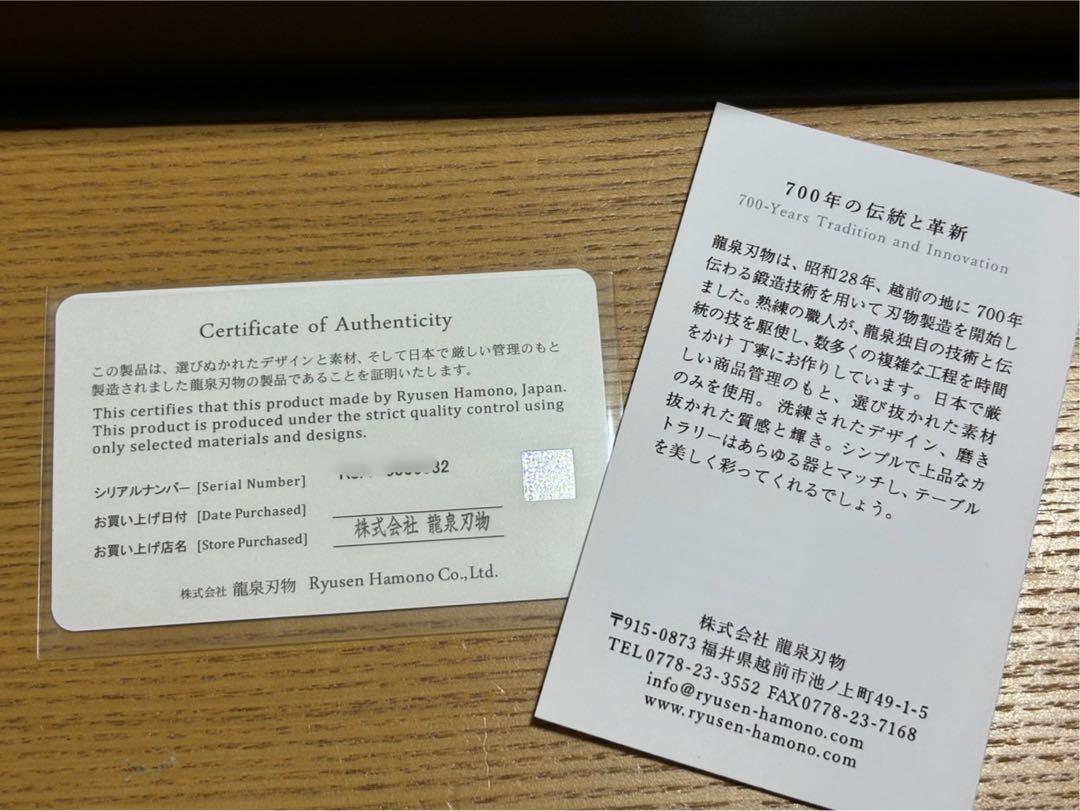 Certificate of Authenticity
この製品は、選びぬかれたデザインと素材、そして日本で厳しい管理のもと
製造されました龍泉刃物の製品であることを証明いたします。
This certifies that this product made by Ryusen Hamono, Japan.
This product is produced under the strict quality control using
only selected materials and designs.
シリアルナンバー [Serial Number]
お買い上げ日付 [Date Purchased]
お買い上げ店名 [Store Purchased] 株式会社 龍泉刃物
株式会社 龍泉刃物 Ryusen Hamono Co.,Ltd.
700年の伝統と革新
700-Years Tradition and Innovation
龍泉刃物は、昭和28年、越前の地に 700年
伝わる鍛造技術を用いて刃物製造を開始し
ました。熟練の職人が、龍泉独自の技術と伝
統の技を駆使し、数多くの複雑な工程を時間
をかけ丁寧にお作りしています。日本で厳
しい商品管理のもと、選び抜かれた素材
のみを使用。洗練されたデザイン、磨き
抜かれた質感と輝き。シンプルで上品なカ
トラリーはあらゆる器とマッチし、テーブル
を美しく彩ってくれるでしょう。
株式会社 龍泉刃物
〒915-0873 福井県越前市池ノ上町49-1-5
TEL0778-23-3552 FAX0778-23-7168
info@ryusen-hamono.com
www.ryusen-hamono.com